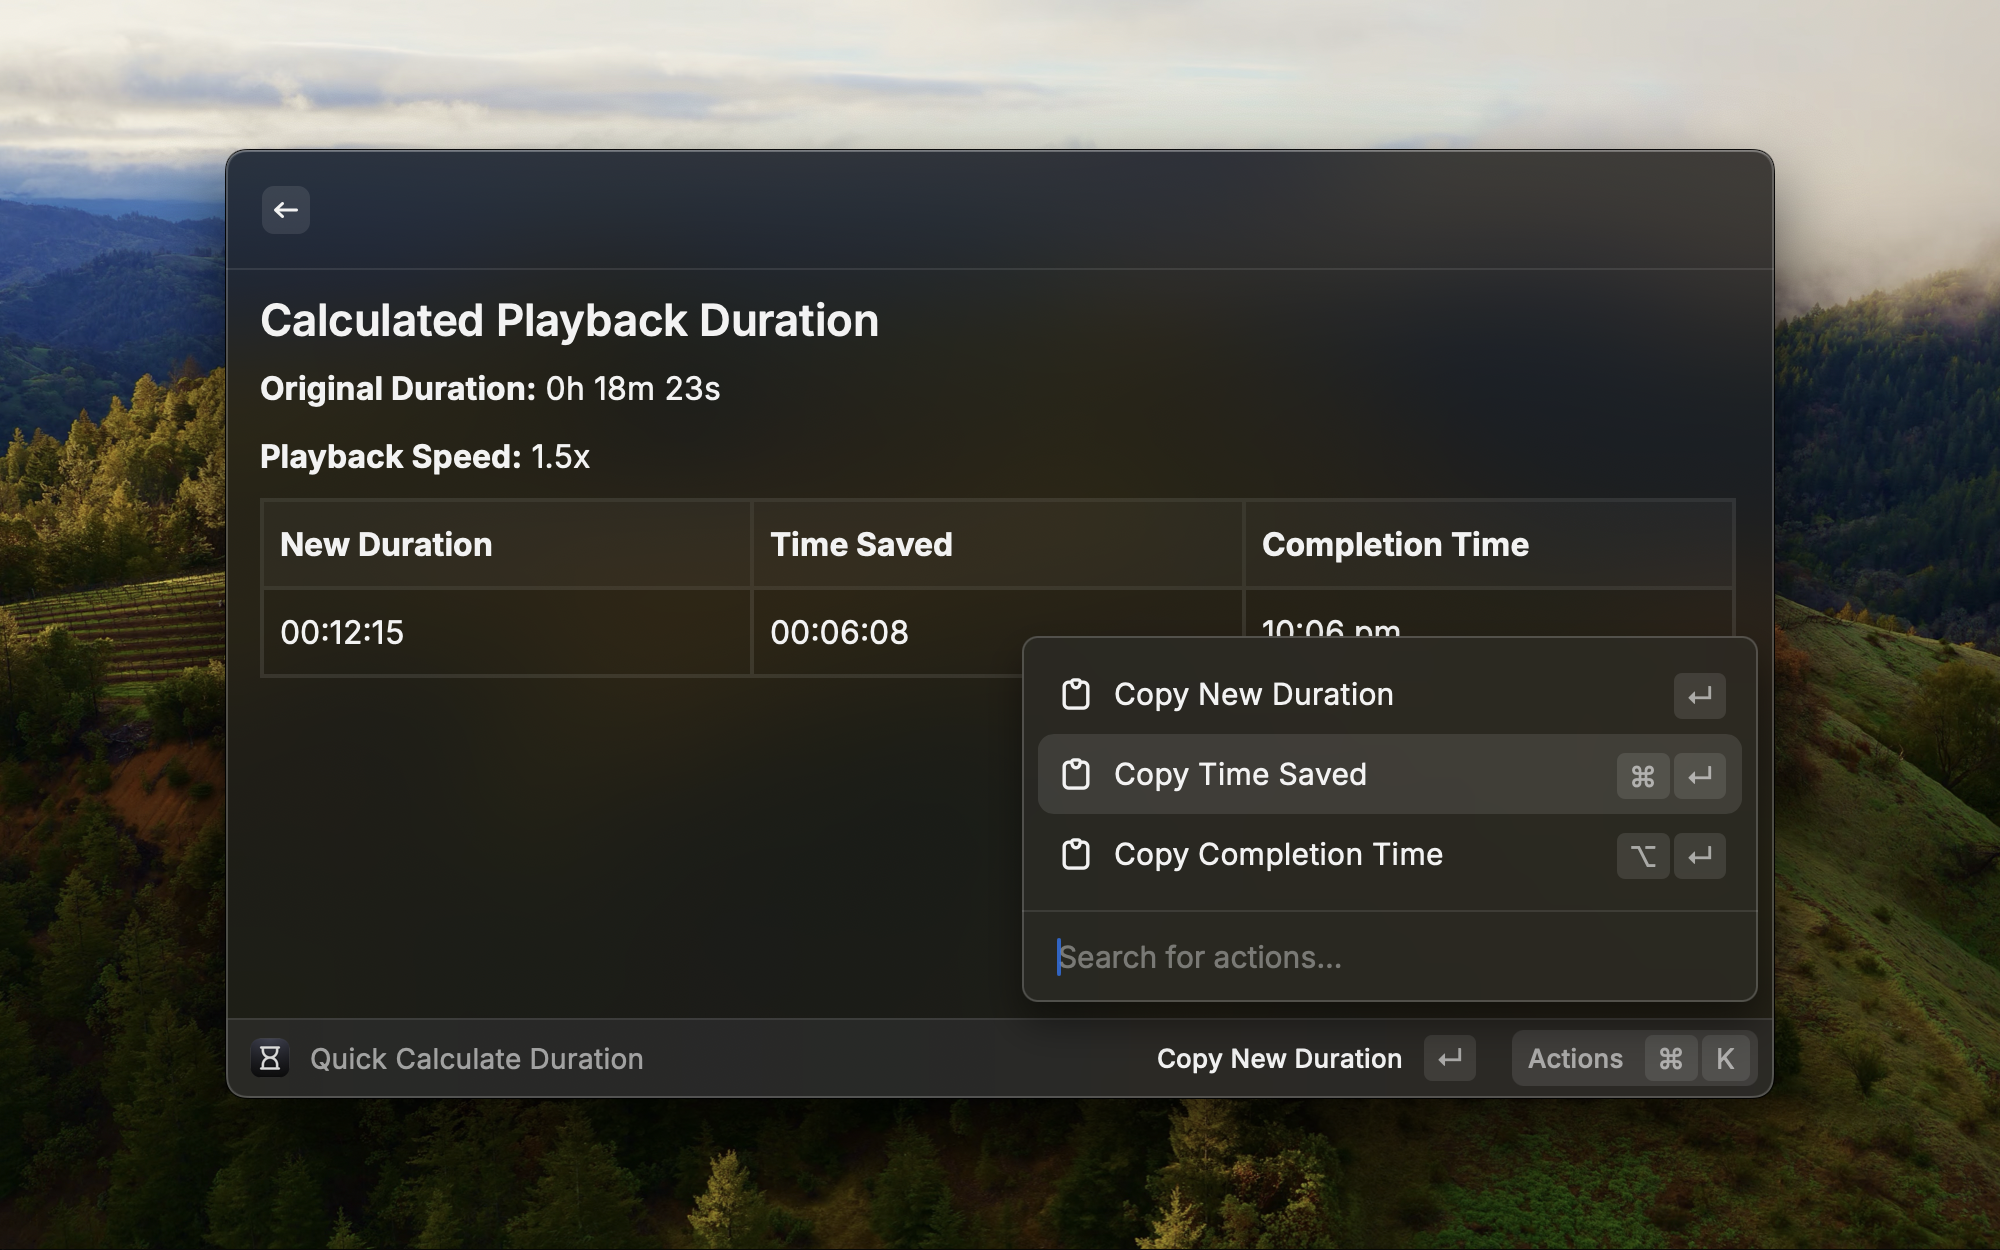 Calculated Playback Duration
Original Duration: 0h 18m 23s
Playback Speed: 1.5x
New Duration Time Saved Completion Time
00:12:15 00:06:08 10:06 pm
Copy New Duration
Copy Time Saved ⌘
Copy Completion Time ⌥
Search for actions...
Quick Calculate Duration Copy New Duration Actions ⌘ K